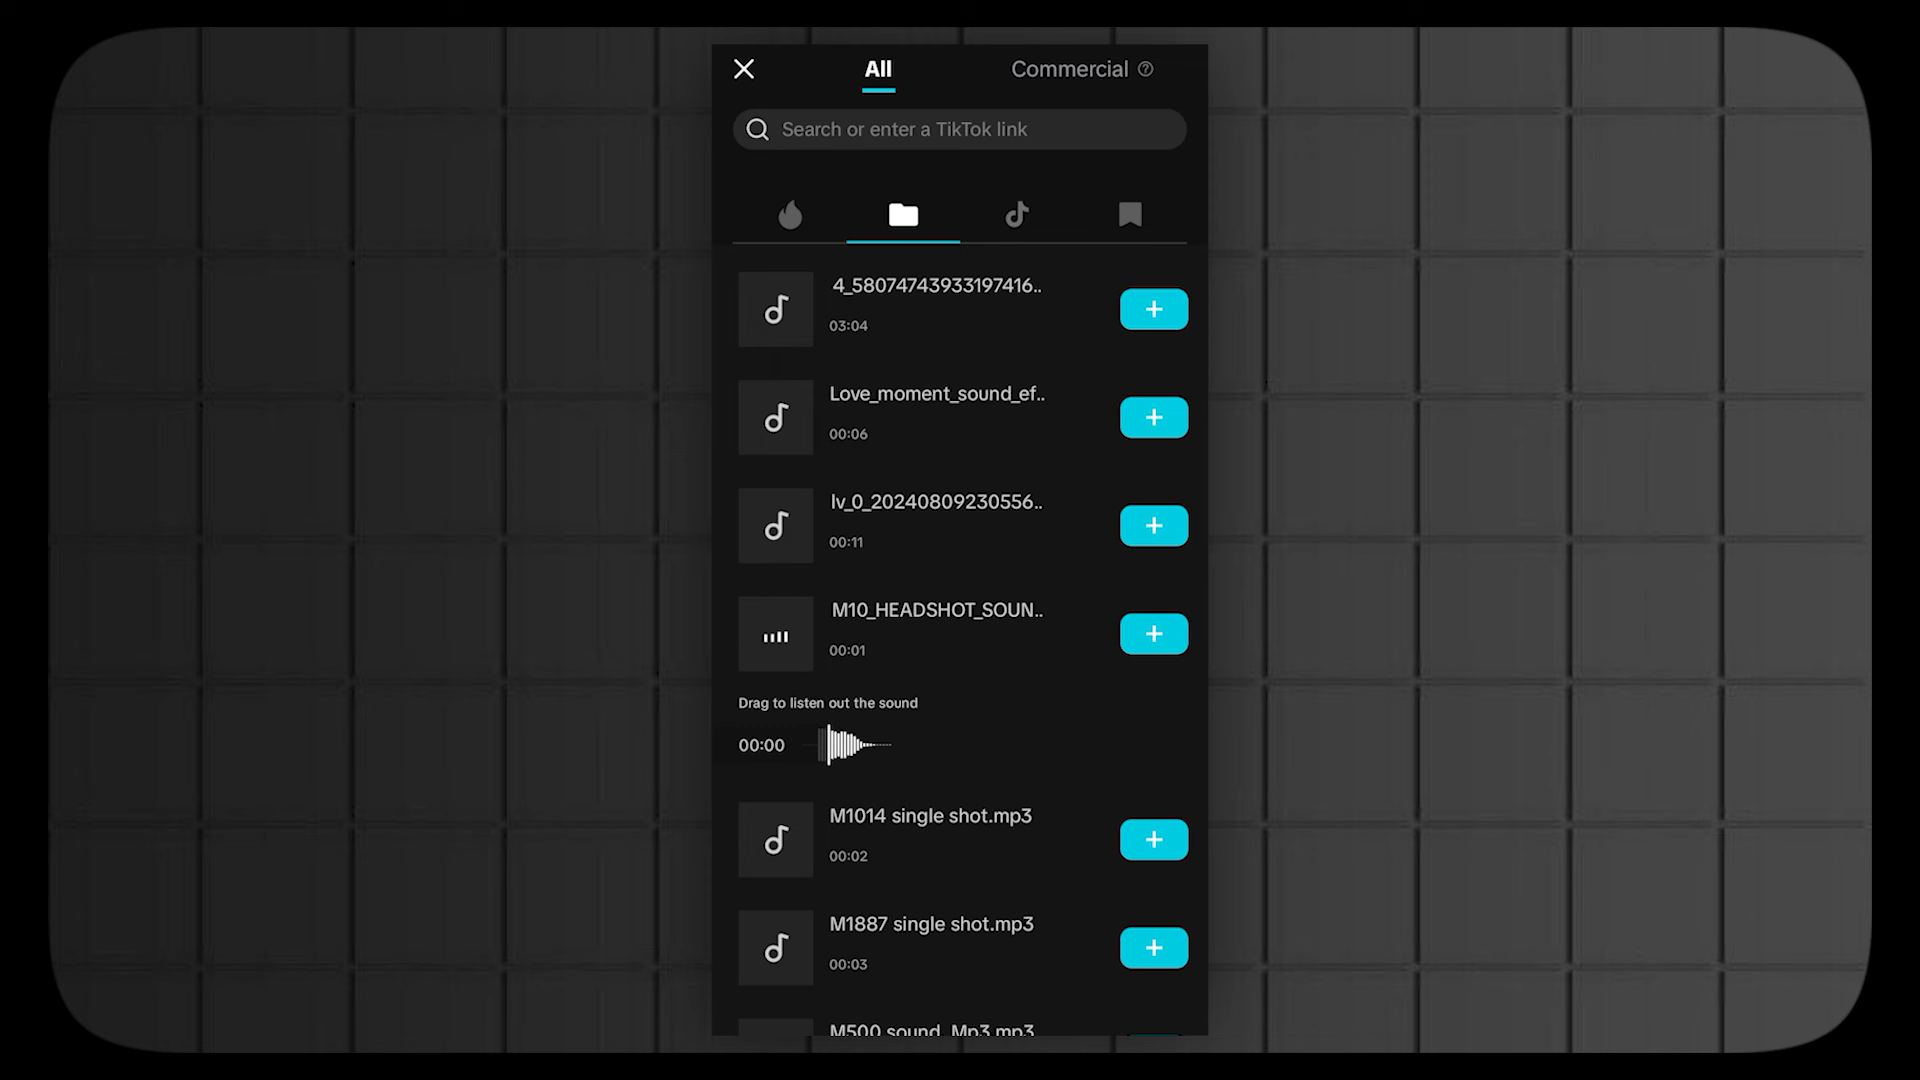 All
Commercial
Search or enter a TikTok link
4_58074743933197416..
03:04
Love_moment_sound_ef..
00:06
lv_0_20240809230556..
00:11
M10_HEADSHOT_SOUN..
00:01
Drag to listen out the sound
00:00
M1014 single shot.mp3
00:02
M1887 single shot.mp3
00:03
M500 sound. Mp3.mp3